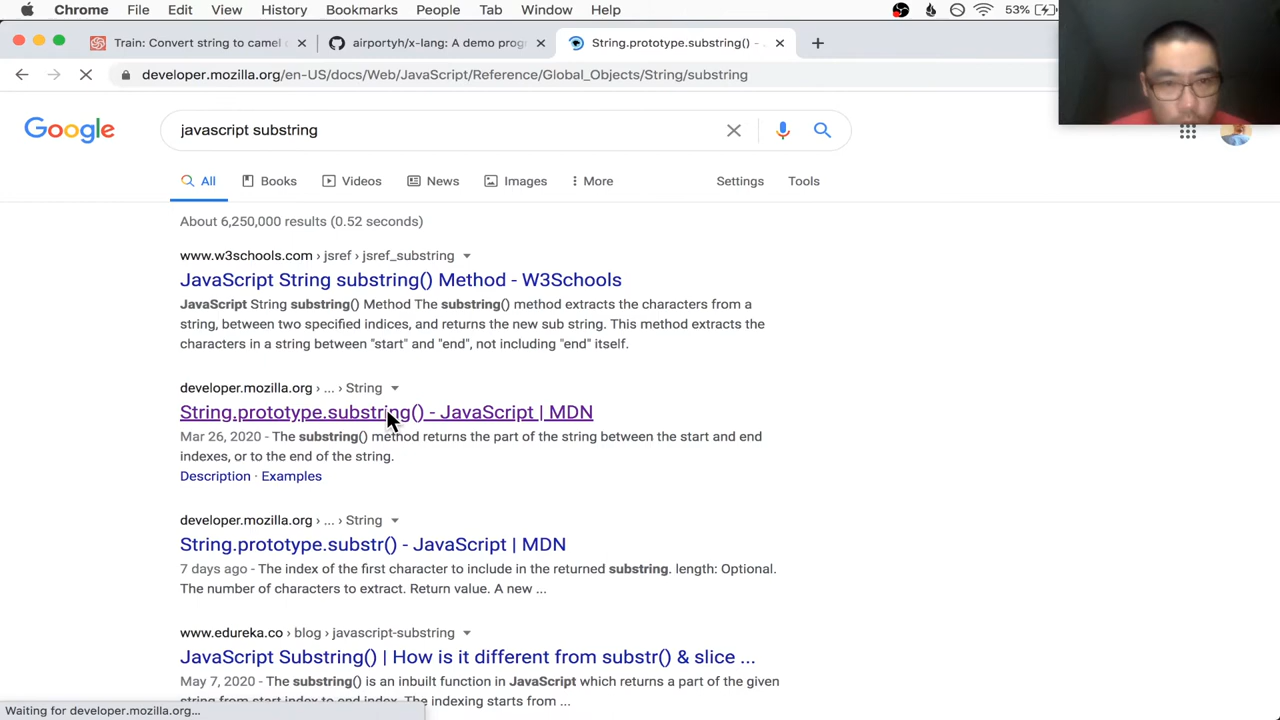 Chrome File Edit View History Bookmarks People Tab Window Help 53%
Train: Convert string to camel c airportyh/x-lang: A demo prog String.prototype.substring() -
developer.mozilla.org/en-US/docs/Web/JavaScript/Reference/Global_Objects/String/substring
Google javascript substring
All Books Videos News Images More Settings Tools
About 6,250,000 results (0.52 seconds)
www.w3schools.com › jsref › jsref_substring
JavaScript String substring() Method - W3Schools
JavaScript String substring() Method The substring() method extracts the characters from a
string, between two specified indices, and returns the new sub string. This method extracts the
characters in a string between "start" and "end", not including "end" itself.
developer.mozilla.org › ... › String
String.prototype.substring() - JavaScript | MDN
Mar 26, 2020 - The substring() method returns the part of the string between the start and end
indexes, or to the end of the string.
Description · Examples
developer.mozilla.org › ... › String
String.prototype.substr() - JavaScript | MDN
7 days ago - The index of the first character to include in the returned substring. length: Optional.
The number of characters to extract. Return value. A new ...
www.edureka.co › blog › javascript-substring
JavaScript Substring() | How is it different from substr() & slice ...
May 7, 2020 - The substring() is an inbuilt function in JavaScript which returns a part of the given
string from start index to end index. The indexing starts from ...
Waiting for developer.mozilla.org...